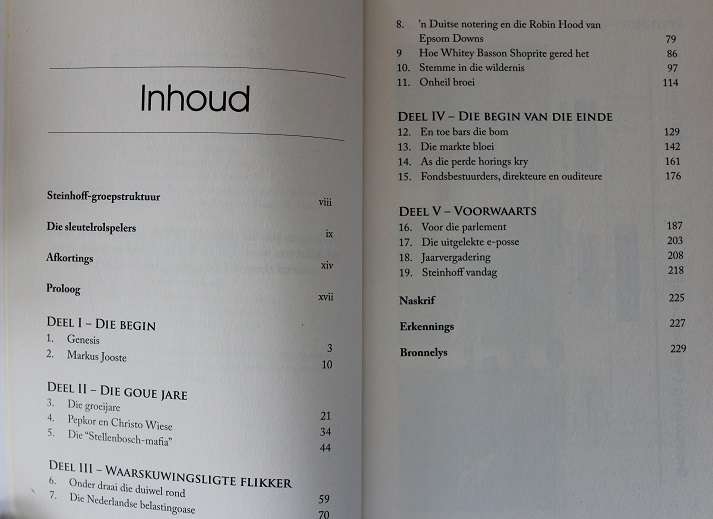 Inhoud
Steinhoff-groepstruktuur viii
Die sleutelrolspelers ix
Afkortings xiv
Proloog xvii
Deel I – Die begin
1. Genesis 3
2. Markus Jooste 10
Deel II – Die goue jare
3. Die groeijare 21
4. Pepkor en Christo Wiese 34
5. Die “Stellenbosch-mafia” 44
Deel III – Waarskuwingsligte flikker
6. Onder draai die duiwel rond 59
7. Die Nederlandse belastingoase 70
8. 'n Duitse notering en die Robin Hood van
Epsom Downs 79
9 Hoe Whitey Basson Shoprite gered het 86
10. Stemme in die wildernis 97
11. Onheil broei 114
Deel IV – Die begin van die einde
12. En toe bars die bom 129
13. Die markte bloei 142
14. As die perde horings kry 161
15. Fondsbestuurders, direkteure en ouditeure 176
Deel V – Voorwaarts
16. Voor die parlement 187
17. Die uitgelekte e-posse 203
18. Jaarvergadering 208
19. Steinhoff vandag 218
Naskrif 225
Erkennings 227
Bronnelys 229